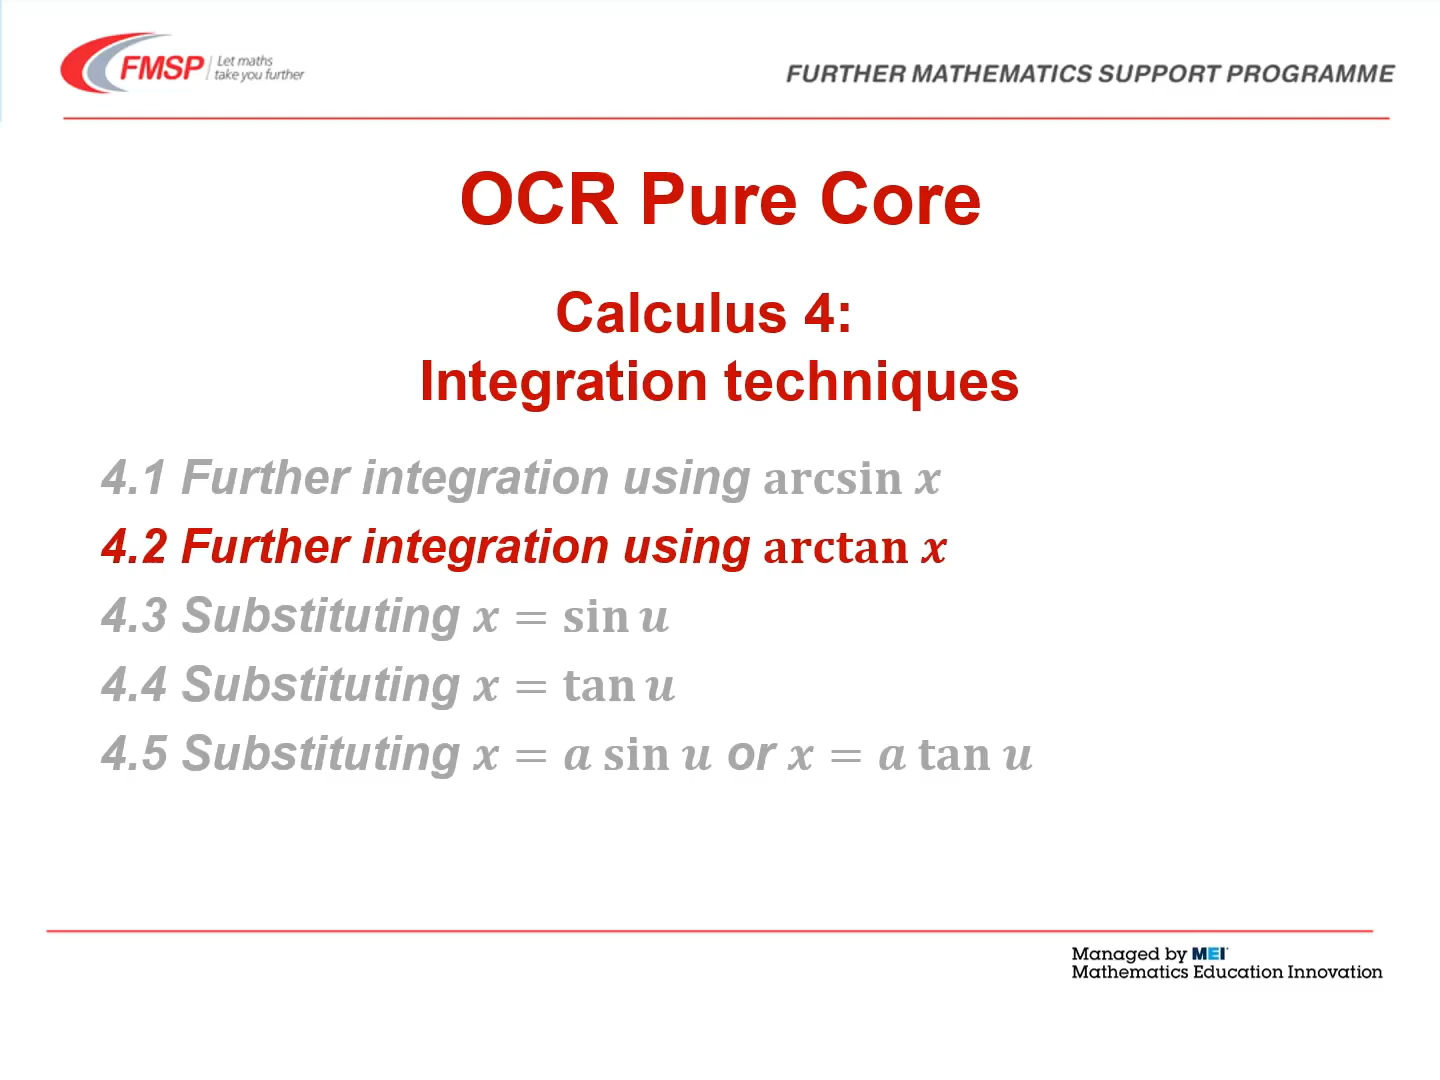 FMSP
Let maths
take you further
FURTHER MATHEMATICS SUPPORT PROGRAMME
OCR Pure Core
Calculus 4:
Integration techniques
4.1 Further integration using arcsin x
4.2 Further integration using arctan x
4.3 Substituting x = sin u
4.4 Substituting x = tan u
4.5 Substituting x = a sin u or x = a tan u
Managed by MEI
Mathematics Education Innovation